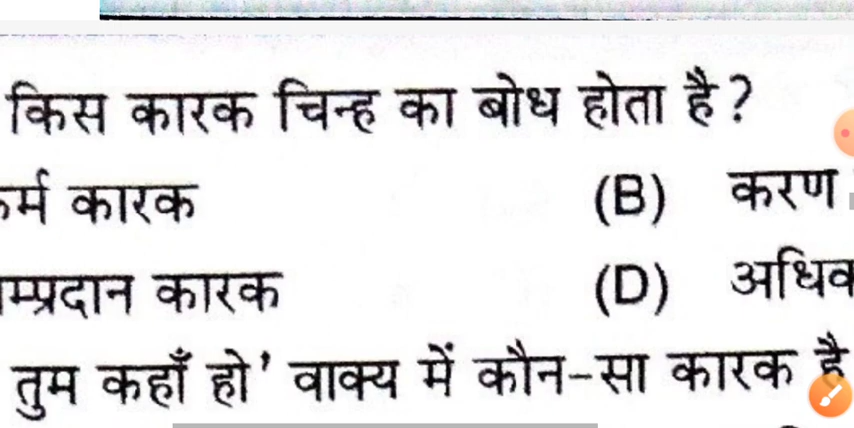 किस कारक चिन्ह का बोध होता है?
कारक (B) करण
कारक (D)
तुम कहाँ हो' वाक्य में कौन-सा कारक है